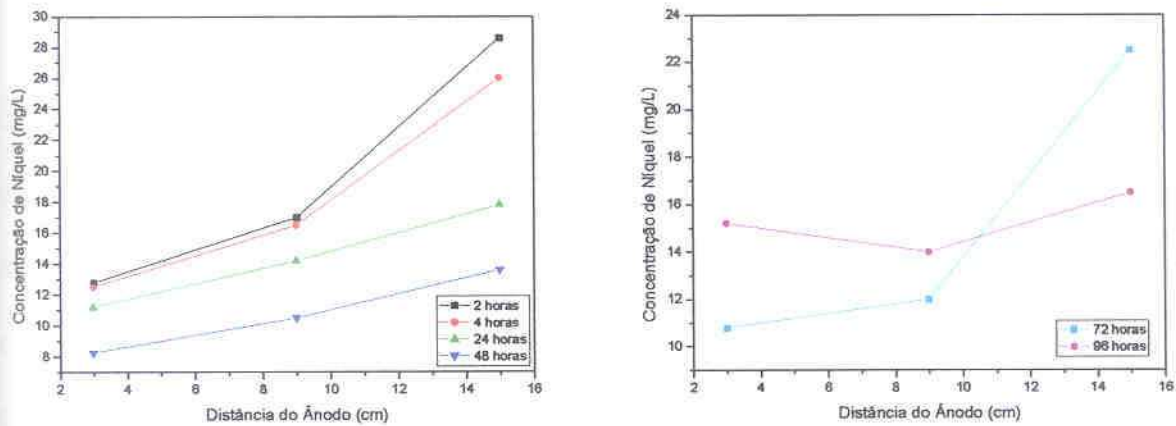 Concentração de Níquel (mg/L)
30
28
26
24
22
20
18
16
14
12
10
8
2 horas
4 horas
24 horas
48 horas
2 4 6 8 10 12 14 16
Distância do Ânodo (cm)
Concentração de Níquel (mg/L)
24
22
20
18
16
14
12
10
72 horas
96 horas
2 4 6 8 10 12 14 16
Distância do Ânodo (cm)